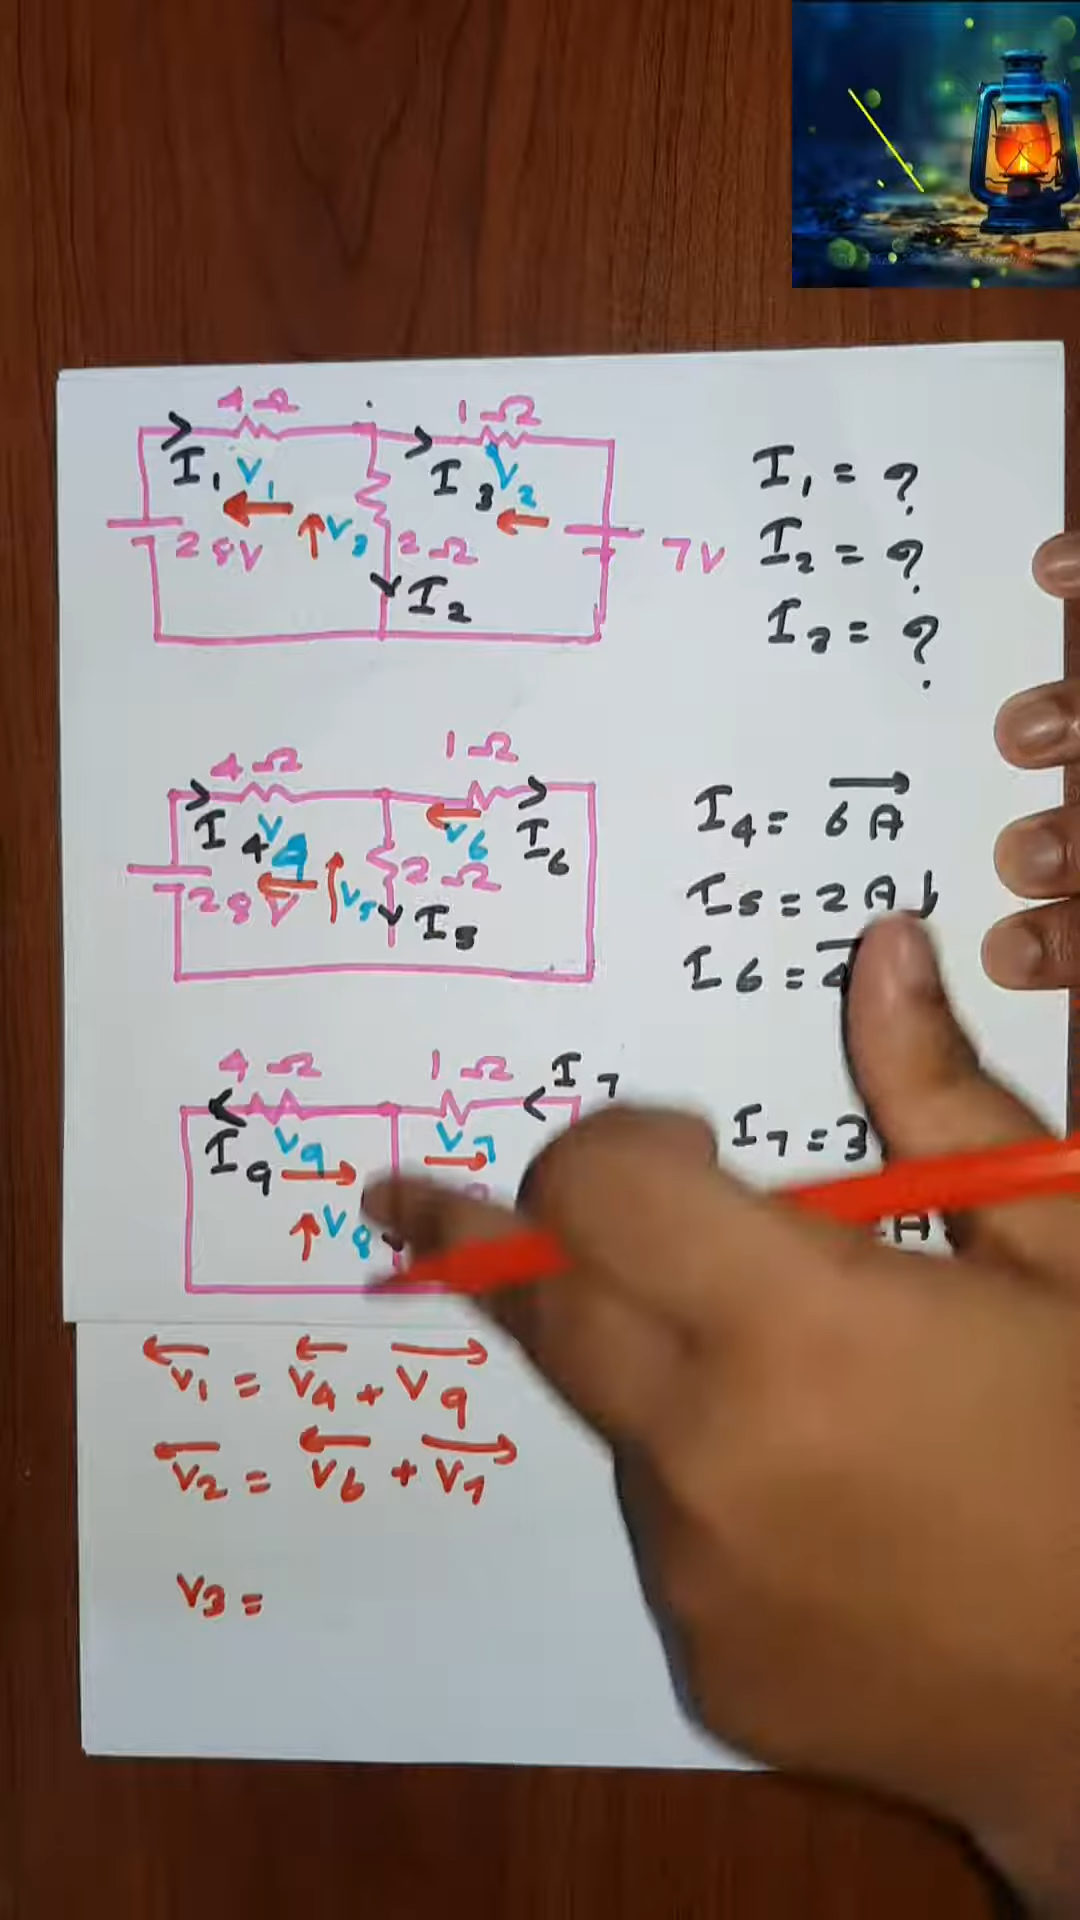 4Ω
1Ω
I₁ V₁
I₃ V₂
28V
V₃ 2Ω
7V
I₂
I₁ = ?
I₂ = ?
I₃ = ?
4Ω
1Ω
I₄ V₄
V₆ I₆
28V
V₅ 2Ω
I₅
I₄ = 6A
I₅ = 2A
I₆ =
4Ω
1Ω
I₇
I₉ V₉
V₇
V₈
I₇ = 3
A
V₁ = V₄ + V₉
V₂ = V₆ + V₇
V₃ =